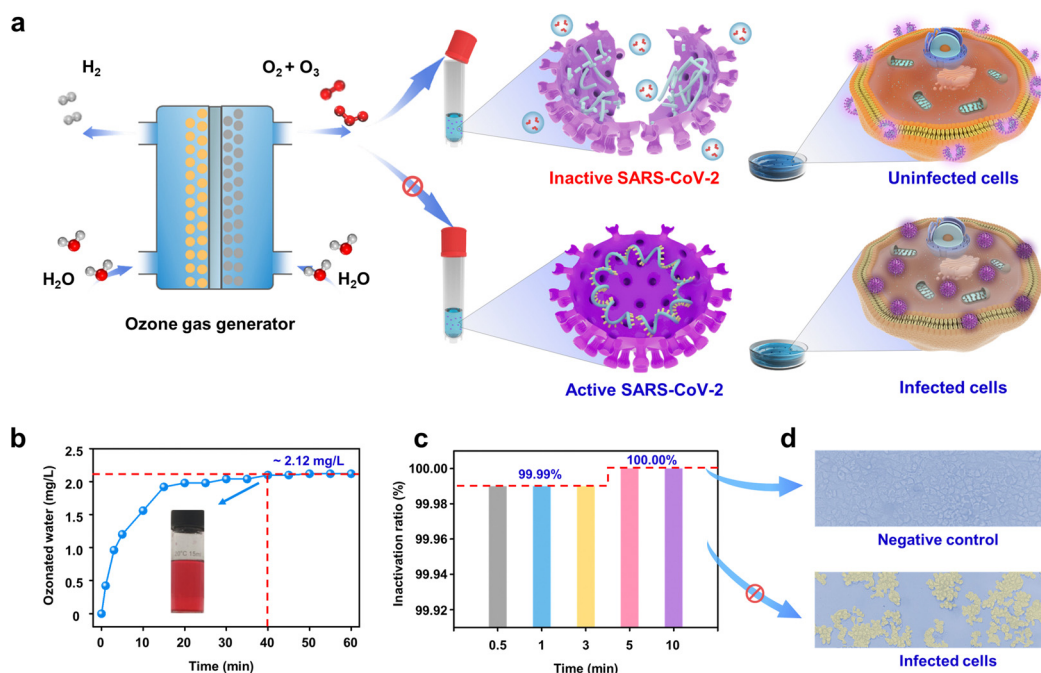 a
H₂
O₂ + O₃
H₂O
H₂O
Ozone gas generator
Inactive SARS-CoV-2
Uninfected cells
Active SARS-CoV-2
Infected cells
b
Ozonated water (mg/L)
2.5
2.0
1.5
1.0
0.5
0
~ 2.12 mg/L
0 10 20 30 40 50 60
Time (min)
c
Inactivation ratio (%)
100.00
99.98
99.96
99.94
99.92
99.99%
100.00%
0.5 1 3 5 10
Time (min)
d
Negative control
Infected cells